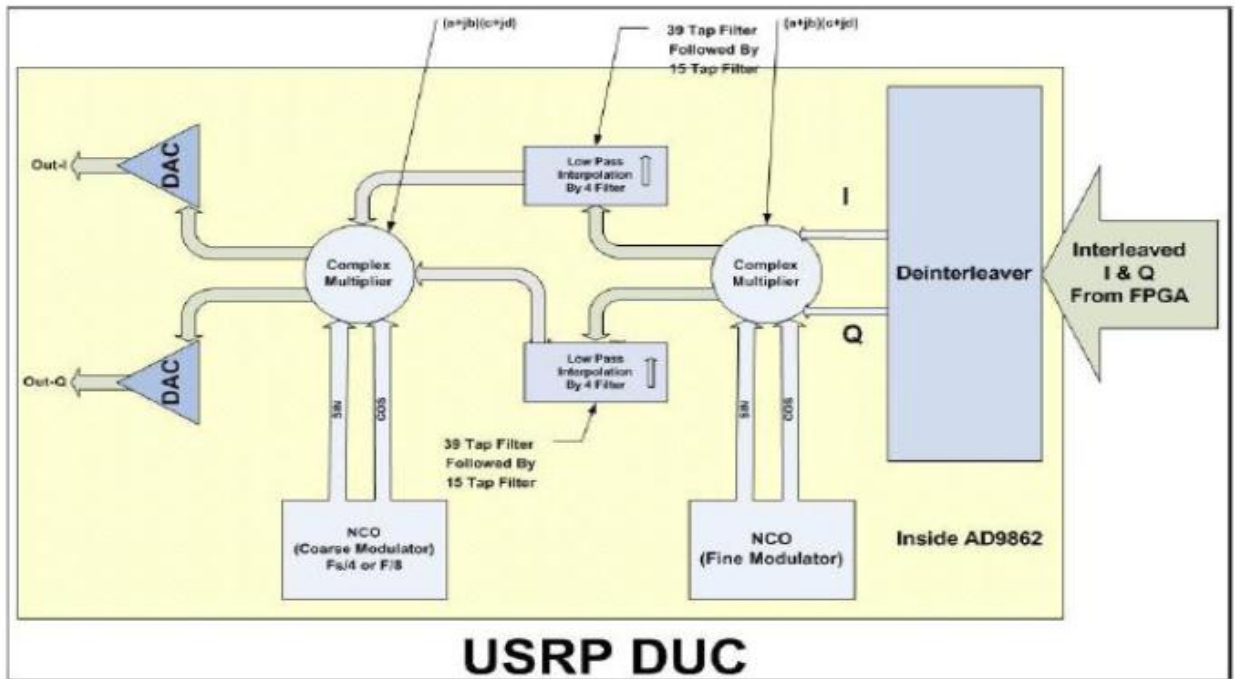 (a+jb)(c+jd)
39 Tap Filter
Followed By
15 Tap Filter
(a+jb)(c+jd)
Out-I
DAC
Low Pass
Interpolation
By 4 Filter
I
Complex
Multiplier
Complex
Multiplier
Deinterleaver
Interleaved
I & Q
From FPGA
Q
Out-Q
DAC
Low Pass
Interpolation
By 4 Filter
SIN
COS
SIN
COS
39 Tap Filter
Followed By
15 Tap Filter
NCO
(Coarse Modulator)
Fs/4 or F/8
NCO
(Fine Modulator)
Inside AD9862
USRP DUC